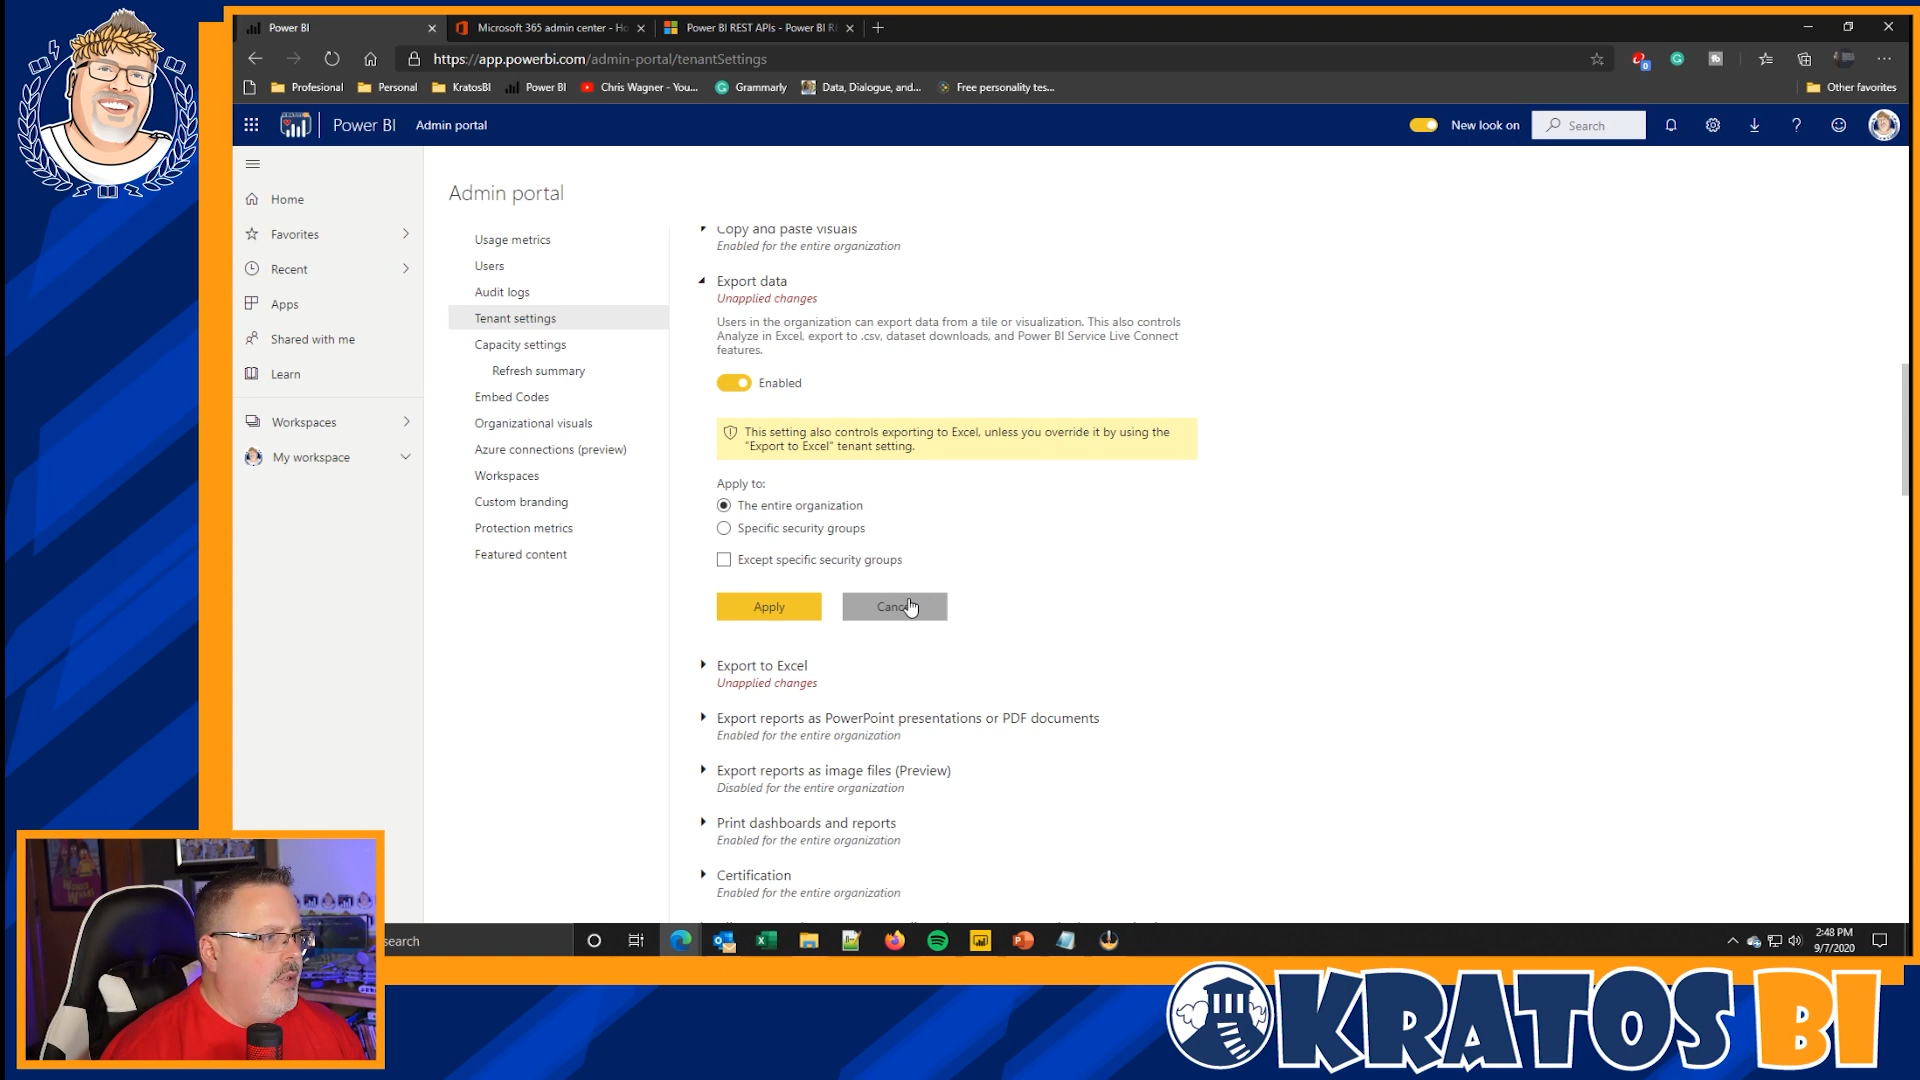 Power BI
Microsoft 365 admin center - Ho
Power BI REST APIs - Power BI RE
https://app.powerbi.com/admin-portal/tenantSettings
Profesional
Personal
KratosBI
Power BI
Chris Wagner - You...
Grammarly
Data, Dialogue, and...
Free personality tes...
Other favorites
Power BI
Admin portal
New look on
Search
Home
Favorites
Recent
Apps
Shared with me
Learn
Workspaces
My workspace
Admin portal
Usage metrics
Users
Audit logs
Tenant settings
Capacity settings
Refresh summary
Embed Codes
Organizational visuals
Azure connections (preview)
Workspaces
Custom branding
Protection metrics
Featured content
Copy and paste visuals
Enabled for the entire organization
Export data
Unapplied changes
Users in the organization can export data from a tile or visualization. This also controls
Analyze in Excel, export to .csv, dataset downloads, and Power BI Service Live Connect
features.
Enabled
This setting also controls exporting to Excel, unless you override it by using the
"Export to Excel" tenant setting.
Apply to:
The entire organization
Specific security groups
Except specific security groups
Apply
Cancel
Export to Excel
Unapplied changes
Export reports as PowerPoint presentations or PDF documents
Enabled for the entire organization
Export reports as image files (Preview)
Disabled for the entire organization
Print dashboards and reports
Enabled for the entire organization
Certification
Enabled for the entire organization
search
2:48 PM
9/7/2020
KRATOS BI